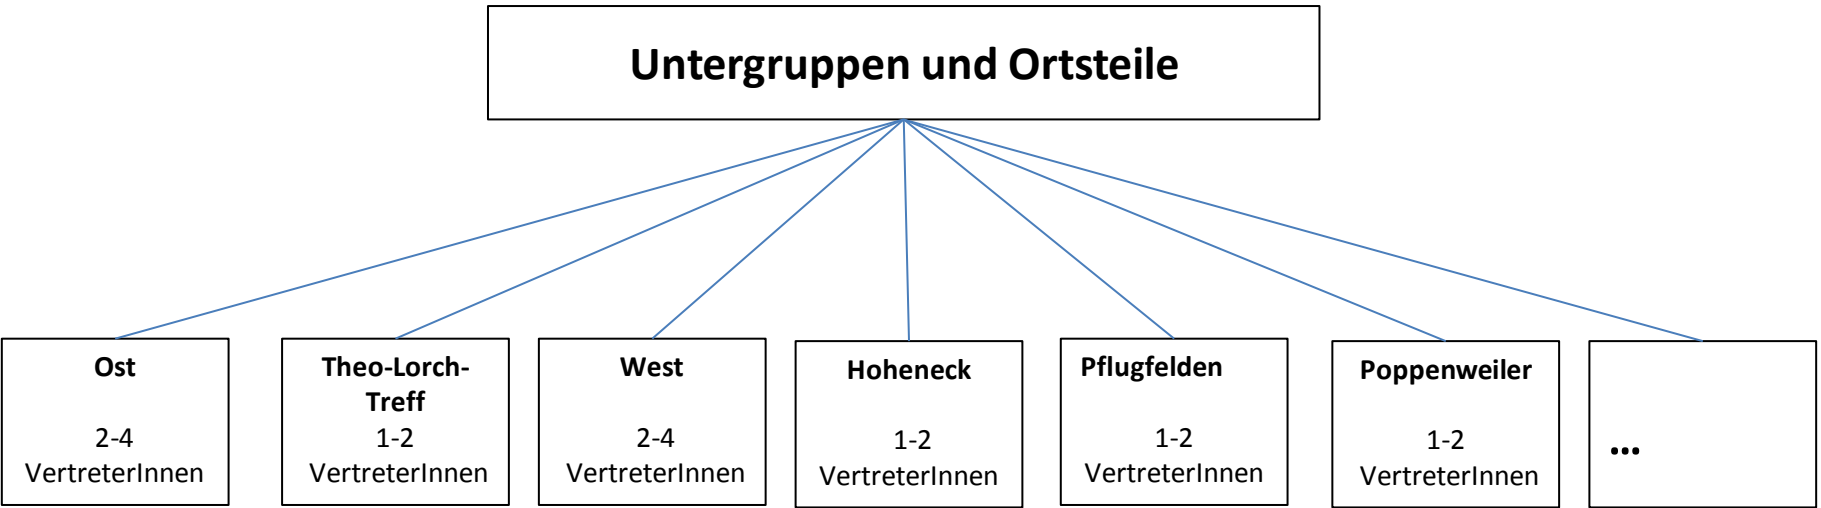 Untergruppen und Ortsteile
Ost
2-4
VertreterInnen
Theo-Lorch-
Treff
1-2
VertreterInnen
West
2-4
VertreterInnen
Hoheneck
1-2
VertreterInnen
Pflugfelden
1-2
VertreterInnen
Poppenweiler
1-2
VertreterInnen
...